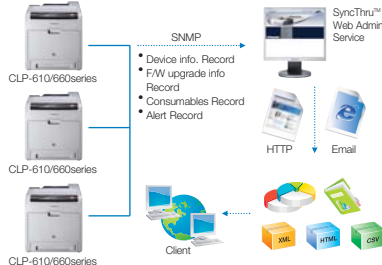 CLP-610/660series
CLP-610/660series
CLP-610/660series
SNMP
• Device info. Record
• F/W upgrade info
Record
• Consumables Record
• Alert Record
SyncThru™
Web Admin
Service
HTTP
Email
Client
XML
HTML
CSV